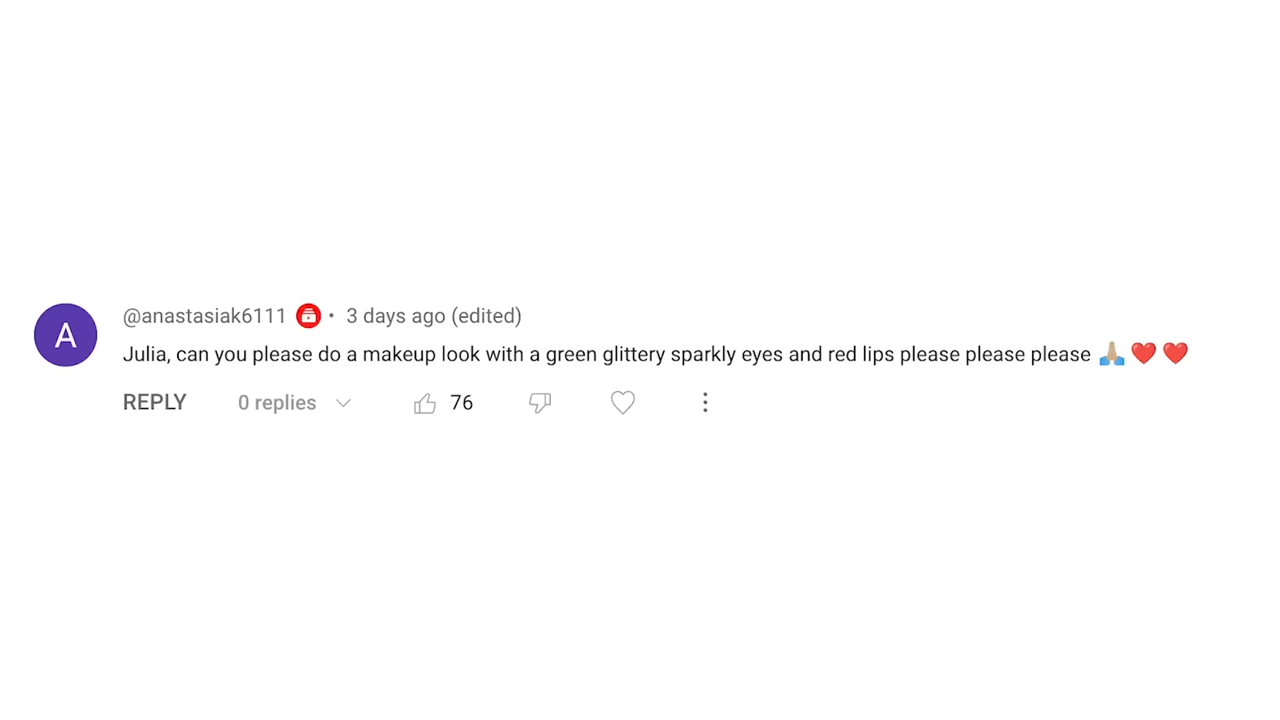 A
@anastasiak6111 • 3 days ago (edited)
Julia, can you please do a makeup look with a green glittery sparkly eyes and red lips please please please 🙏🏼❤️❤️
REPLY 0 replies 76